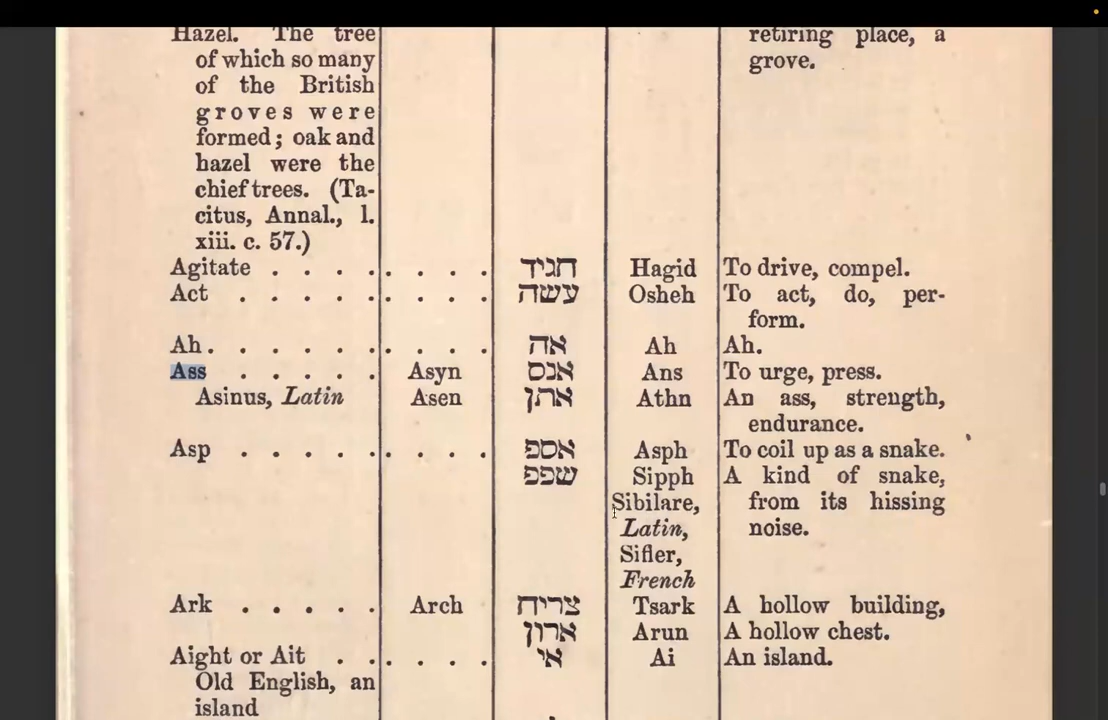 Hazel. The tree retiring place, a
of which so many grove.
of the British
groves were
formed; oak and
hazel were the
chief trees. (Ta-
citus, Annal., l.
xiii. c. 57.)
Agitate . . . . . . . . חגיד Hagid To drive, compel.
Act . . . . . . . . . עשה Osheh To act, do, per-
form.
Ah . . . . . . . . . . אה Ah Ah.
Ass . . . . . Asyn אנס Ans To urge, press.
Asinus, Latin Asen אתן Athn An ass, strength,
endurance.
Asp . . . . . . . . . אספ Asph To coil up as a snake.
שפפ Sipph A kind of snake,
Sibilare, from its hissing
Latin, noise.
Sifler,
French
Ark . . . . . Arch צריח Tsark A hollow building,
ארון Arun A hollow chest.
Aight or Ait . . . . . . אי Ai An island.
Old English, an
island